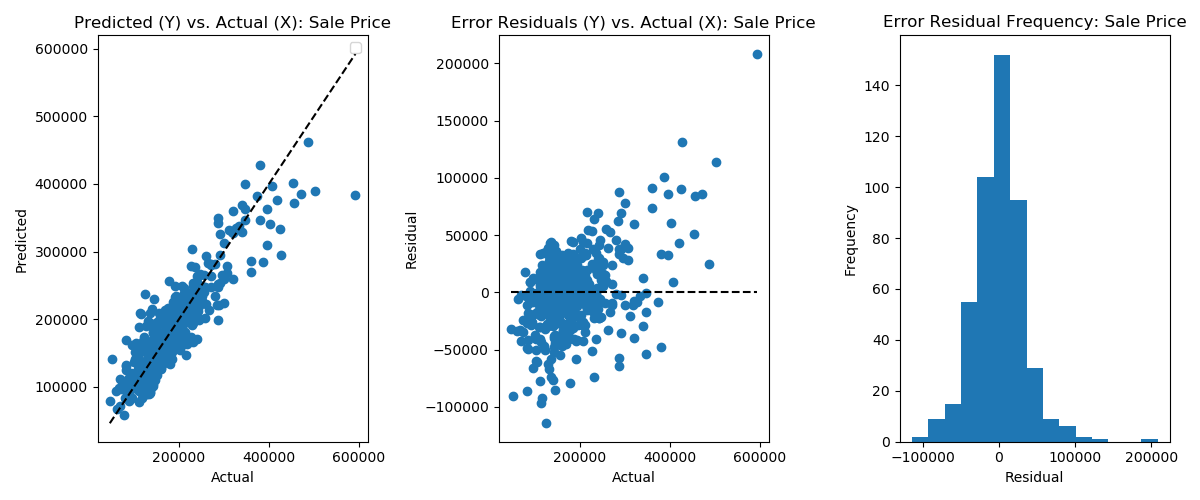 Predicted (Y) vs. Actual (X): Sale Price
600000
500000
400000
300000
200000
100000
Predicted
200000 400000 600000
Actual
Error Residuals (Y) vs. Actual (X): Sale Price
200000
150000
100000
50000
0
−50000
−100000
Residual
200000 400000 600000
Actual
Error Residual Frequency: Sale Price
140
120
100
80
60
40
20
0
Frequency
−100000 0 100000 200000
Residual